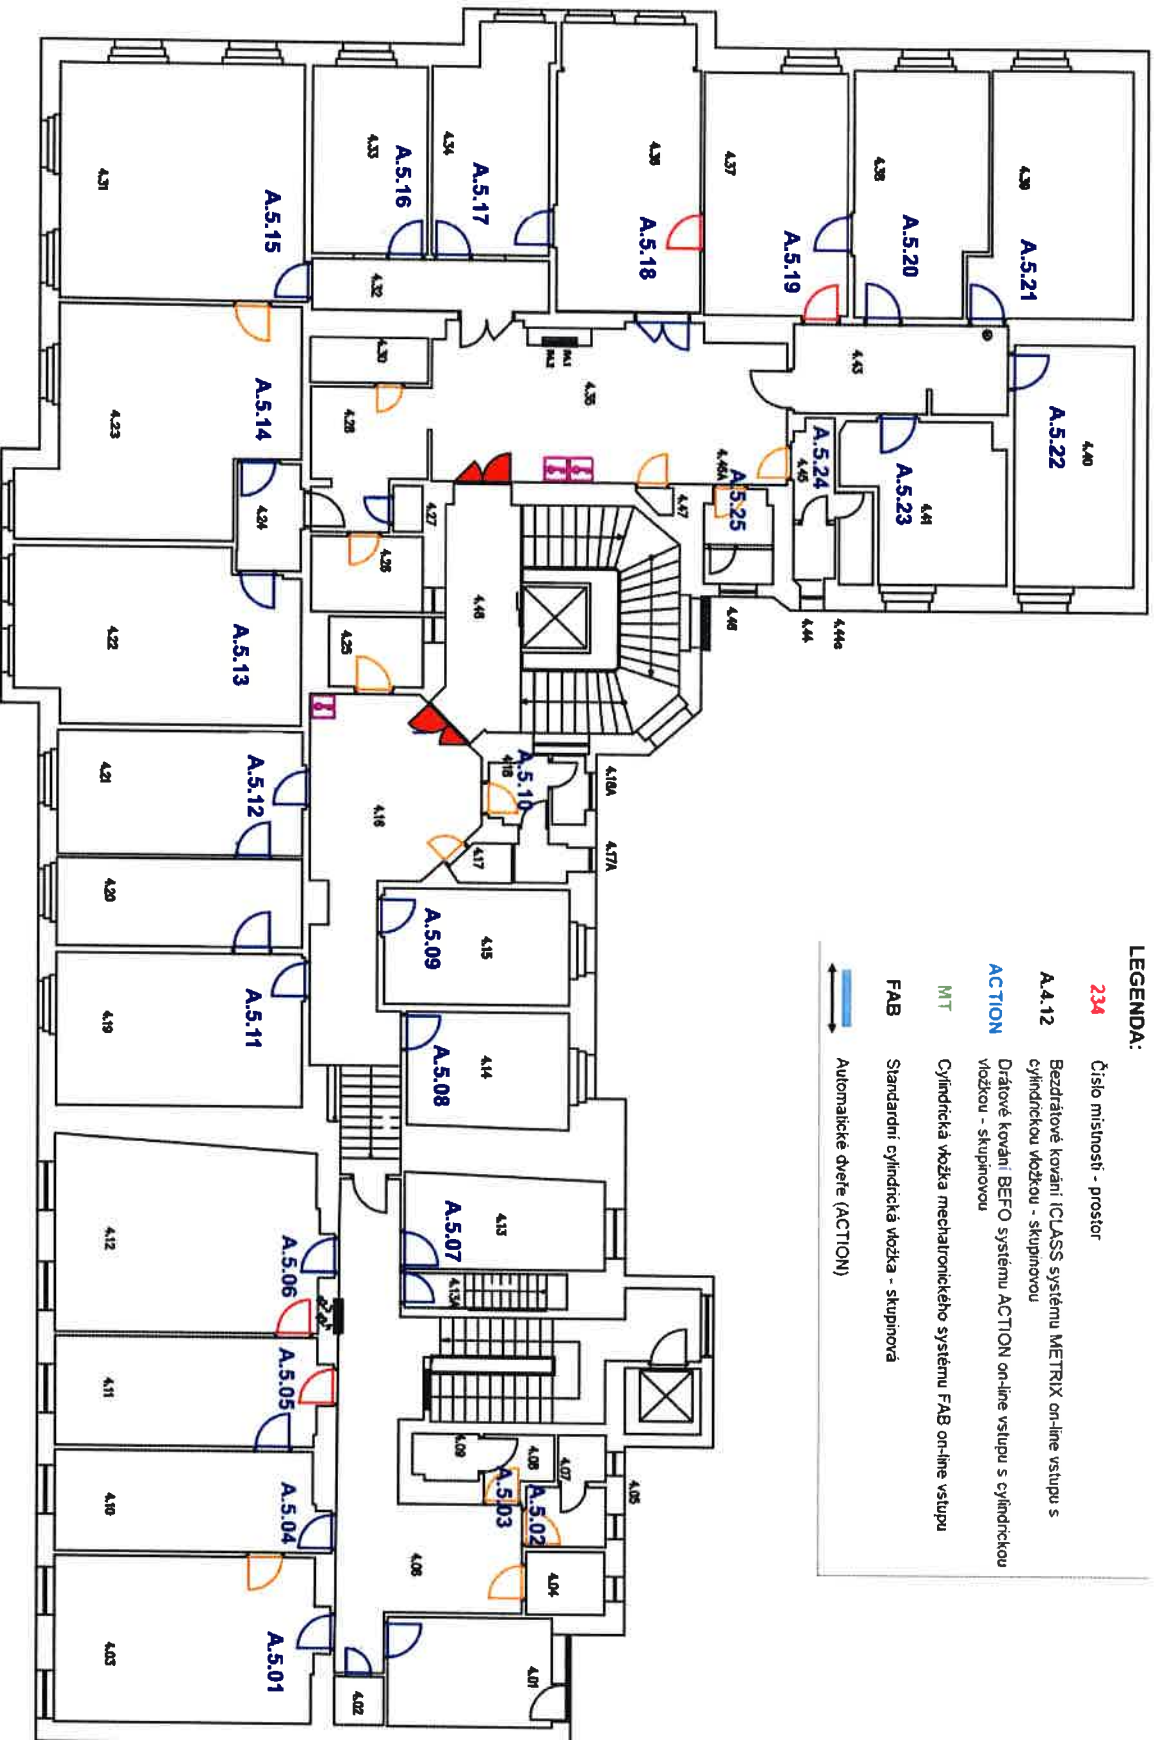 LEGENDA:
234 Číslo místnosti - prostor
A.4.12 Bezdrátové kování iCLASS systému METRIX on-line vstupu s
cylindrickou vložkou - skupinovou
ACTION Drátové kování BEFO systému ACTION on-line vstupu s cylindrickou
vložkou - skupinovou
MT Cylindrická vložka mechatronického systému FAB on-line vstupu
FAB Standardní cylindrická vložka - skupinová
Automatické dveře (ACTION)
4.39
A.5.21
4.40
A.5.22
4.38
A.5.20
4.41
A.5.23
4.43
4.44a
4.44
4.45
A.5.24
4.37
A.5.19
4.46A
A.5.25
4.46
4.47
4.36
A.5.18
4.35
4.34
A.5.17
4.33
A.5.16
4.32
4.30
4.28
4.27
4.26
4.25
4.48
4.31
A.5.15
4.23
A.5.14
4.24
4.22
A.5.13
4.21
A.5.12
4.20
4.19
A.5.11
4.16
4.18
A.5.10
4.18A
4.17A
4.17
4.15
A.5.09
4.14
A.5.08
4.13
A.5.07
4.13A
4.12
A.5.06
4.11
A.5.05
4.10
A.5.04
4.09
4.08
A.5.03
4.07
A.5.02
4.05
4.06
4.04
4.03
A.5.01
4.02
4.01